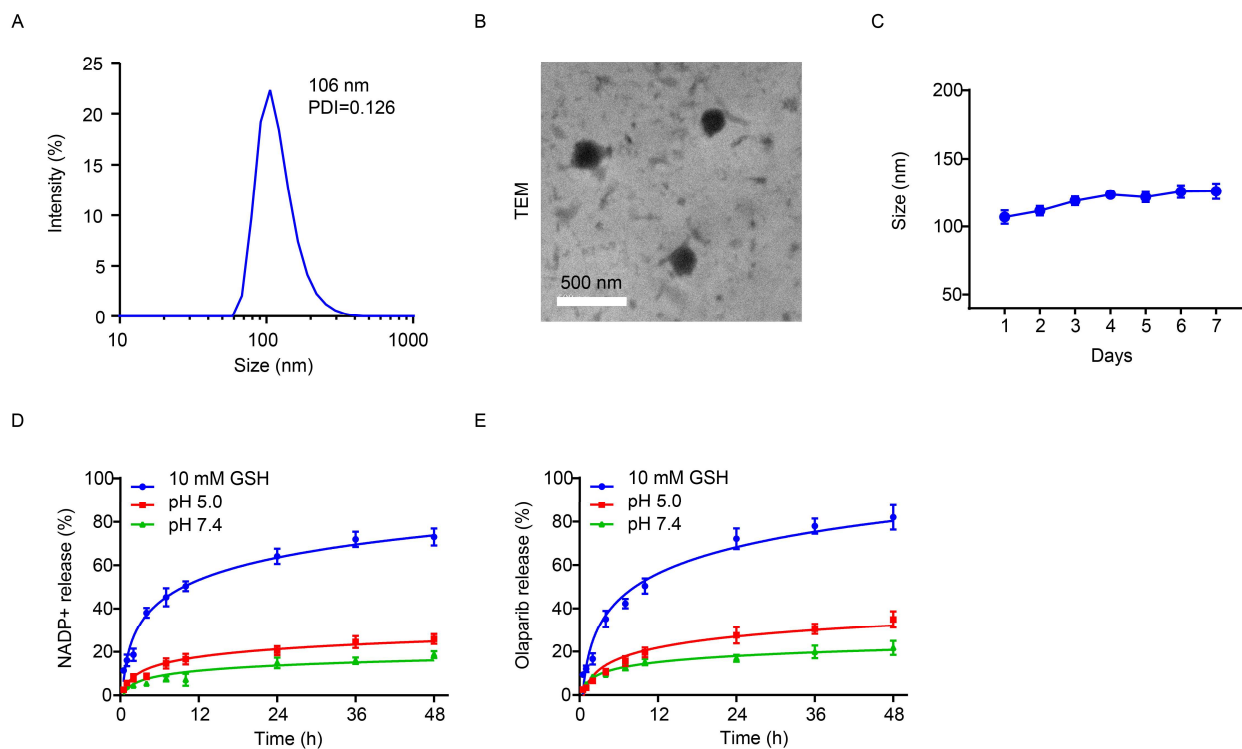 A
B
C
25
20
15
10
5
0
Intensity (%)
106 nm
PDI=0.126
10
100
1000
Size (nm)
TEM
500 nm
200
150
100
50
Size (nm)
1 2 3 4 5 6 7
Days
D
E
100
80
60
40
20
0
NADP+ release (%)
10 mM GSH
pH 5.0
pH 7.4
0 12 24 36 48
Time (h)
100
80
60
40
20
0
Olaparib release (%)
10 mM GSH
pH 5.0
pH 7.4
0 12 24 36 48
Time (h)